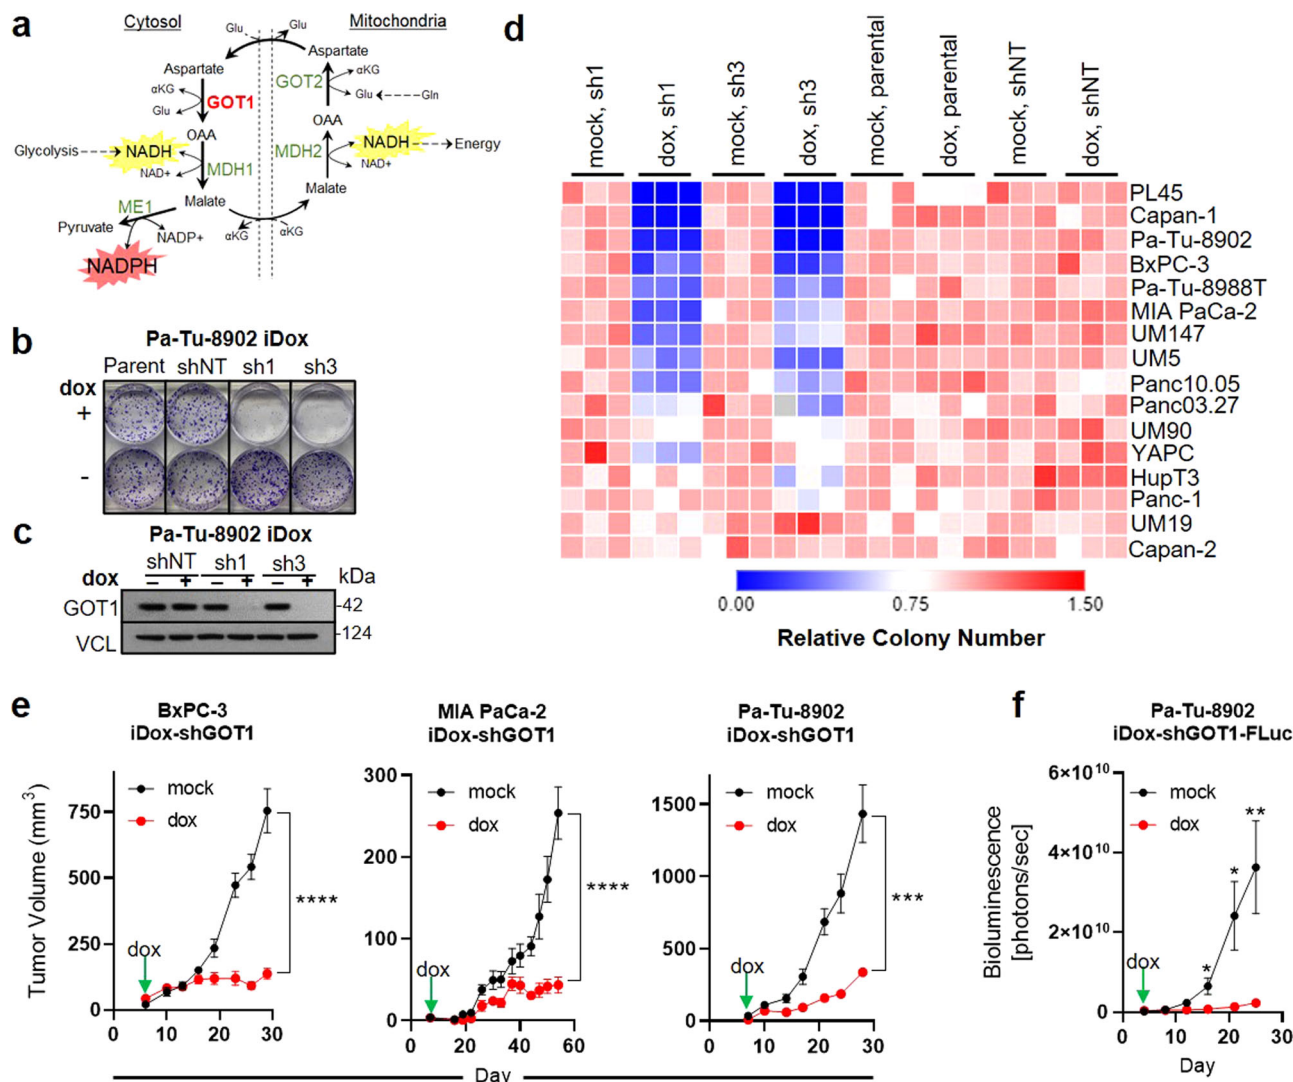 a
Cytosol
Mitochondria
Glu
Glu
Aspartate
Aspartate
αKG
GOT1
Glu
GOT2
αKG
Glu
Gln
OAA
OAA
Glycolysis
NADH
NAD+
MDH1
MDH2
NADH
NAD+
Energy
Malate
Malate
ME1
Pyruvate
NADP+
NADPH
αKG
αKG
b
Pa-Tu-8902 iDox
Parent shNT sh1 sh3
dox
+
-
c
Pa-Tu-8902 iDox
shNT sh1 sh3
dox − + − + − + kDa
GOT1 -42
VCL -124
d
mock, sh1
dox, sh1
mock, sh3
dox, sh3
mock, parental
dox, parental
mock, shNT
dox, shNT
PL45
Capan-1
Pa-Tu-8902
BxPC-3
Pa-Tu-8988T
MIA PaCa-2
UM147
UM5
Panc10.05
Panc03.27
UM90
YAPC
HupT3
Panc-1
UM19
Capan-2
0.00 0.75 1.50
Relative Colony Number
e
BxPC-3
iDox-shGOT1
Tumor Volume (mm³)
750
500
250
0
mock
dox
dox
****
0 10 20 30
MIA PaCa-2
iDox-shGOT1
300
200
100
0
mock
dox
dox
****
0 20 40 60
Pa-Tu-8902
iDox-shGOT1
1500
1000
500
0
mock
dox
dox
***
0 10 20 30
Day
f
Pa-Tu-8902
iDox-shGOT1-FLuc
Bioluminescence
[photons/sec]
6×10¹⁰
4×10¹⁰
2×10¹⁰
0
mock
dox
dox
*
*
**
0 10 20 30
Day